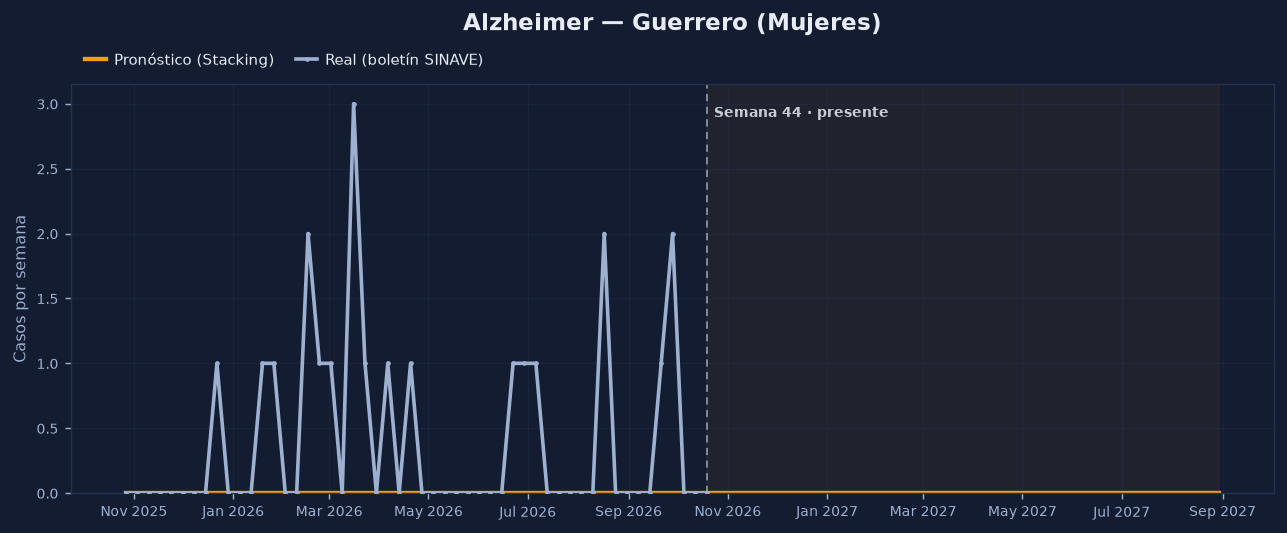 Alzheimer — Guerrero (Mujeres)
Pronóstico (Stacking)
Real (boletín SINAVE)
Semana 44 · presente
Casos por semana
3.0
2.5
2.0
1.5
1.0
0.5
0.0
Nov 2025
Jan 2026
Mar 2026
May 2026
Jul 2026
Sep 2026
Nov 2026
Jan 2027
Mar 2027
May 2027
Jul 2027
Sep 2027